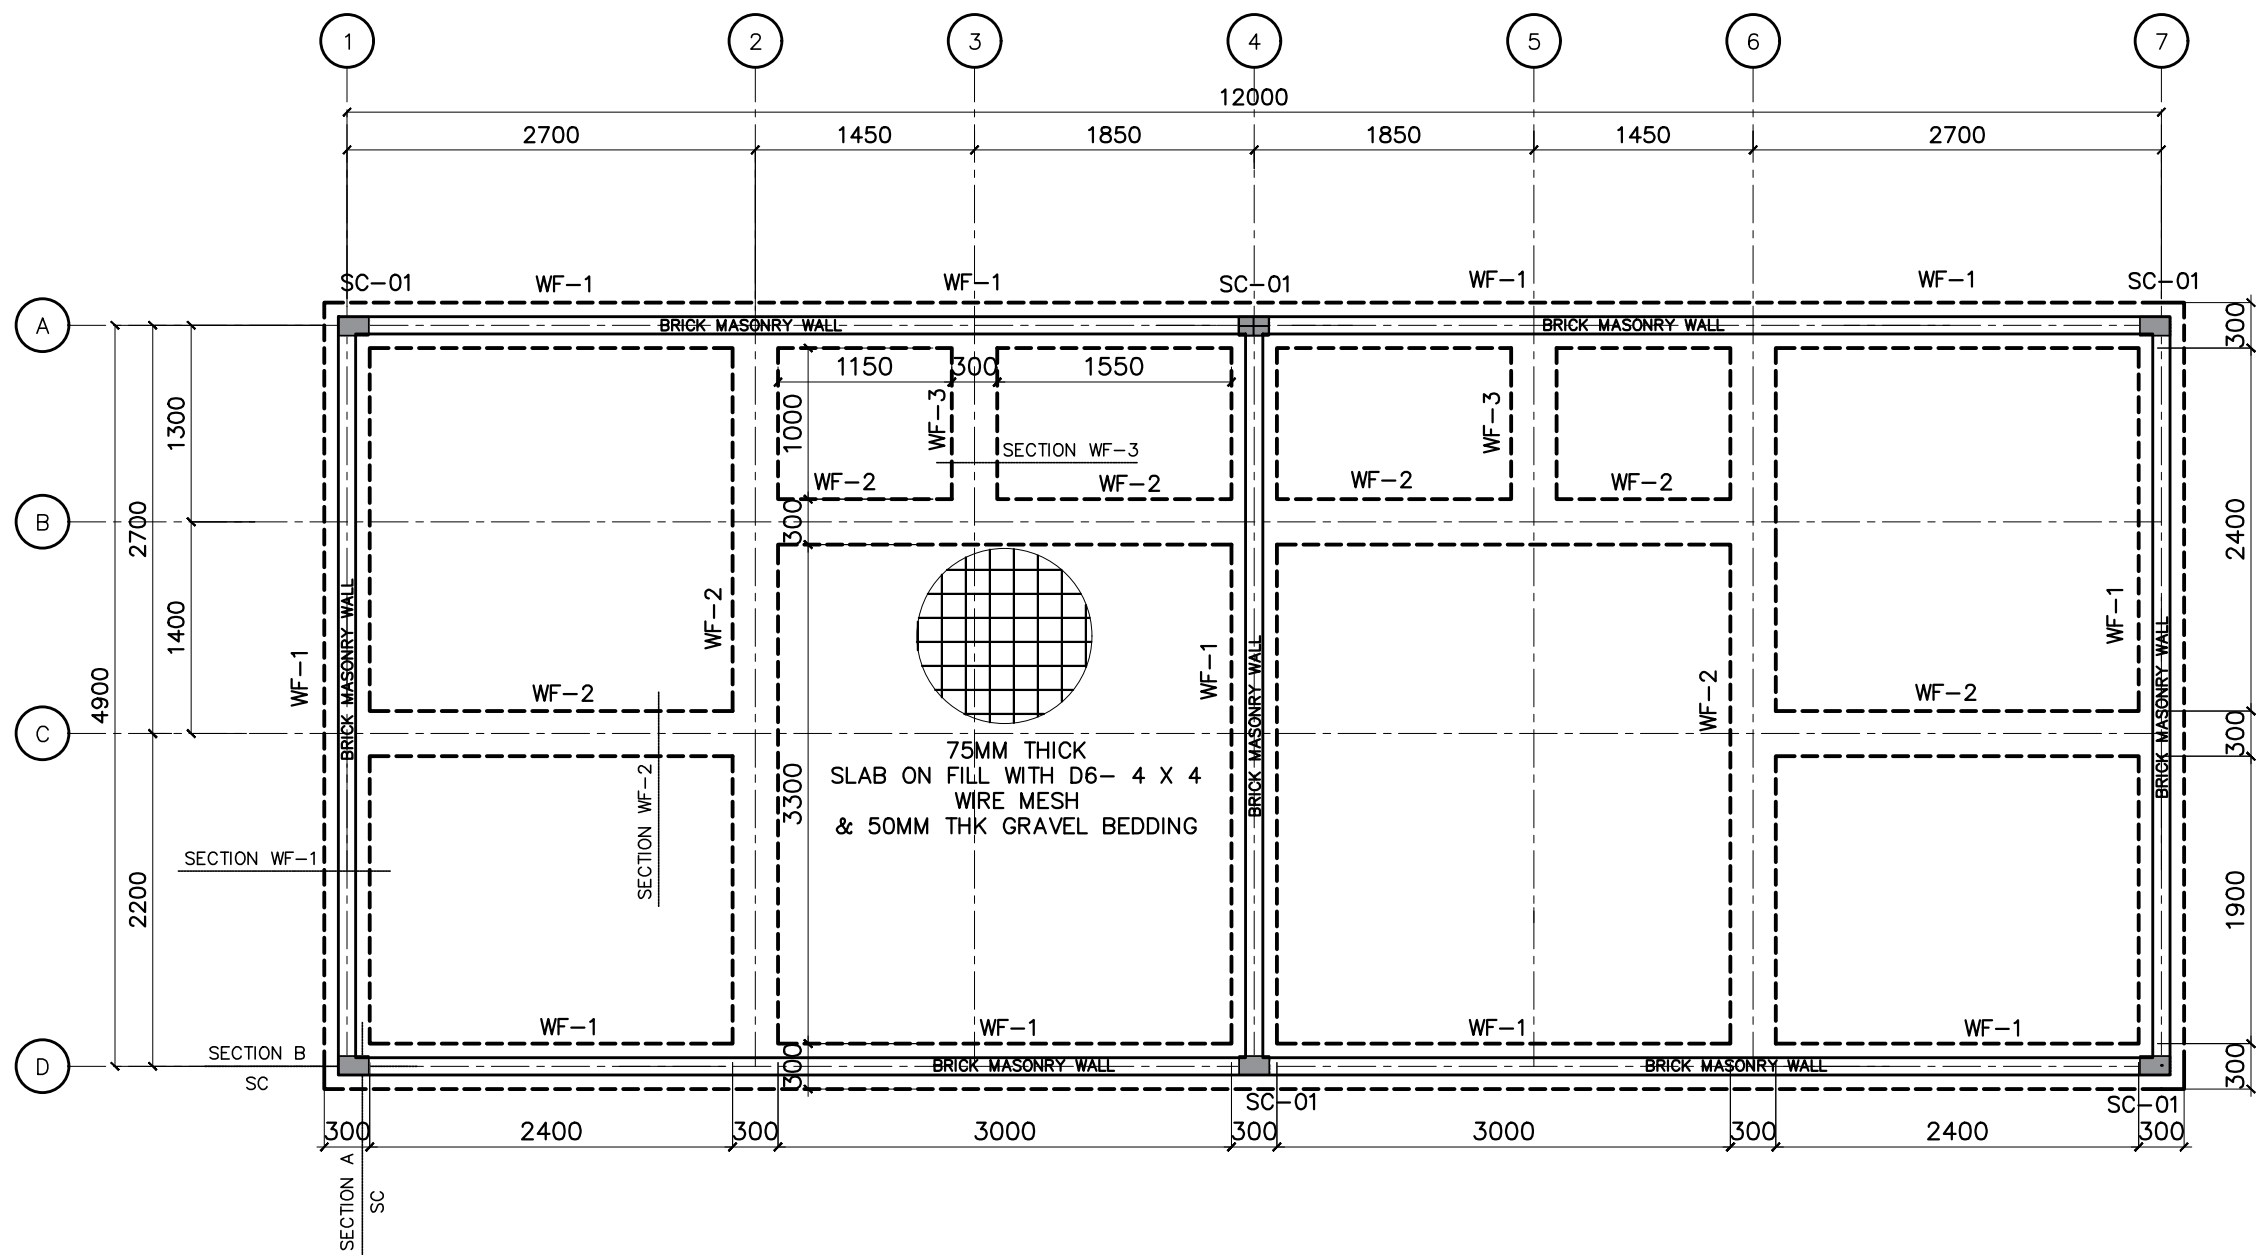 1 2 3 4 5 6 7
12000
2700 1450 1850 1850 1450 2700
SC-01 WF-1 WF-1 SC-01 WF-1 WF-1 SC-01
A
BRICK MASONRY WALL BRICK MASONRY WALL
300
1150 300 1550
1300
1000
WF-3
WF-3
SECTION WF-3
WF-2 WF-2 WF-2 WF-2
B
2700
300
2400
1400
WF-2
WF-1
BRICK MASONRY WALL
WF-1
BRICK MASONRY WALL
WF-2
WF-1
BRICK MASONRY WALL
4900
WF-2 WF-2
C
300
75MM THICK
SLAB ON FILL WITH D6- 4 X 4
WIRE MESH
& 50MM THK GRAVEL BEDDING
3300
SECTION WF-2
SECTION WF-1
2200
1900
WF-1 WF-1 WF-1 WF-1
SECTION B
SC
D
BRICK MASONRY WALL BRICK MASONRY WALL
300
300
SC-01 SC-01
300 2400 300 3000 300 3000 300 2400 300
SECTION A
SC